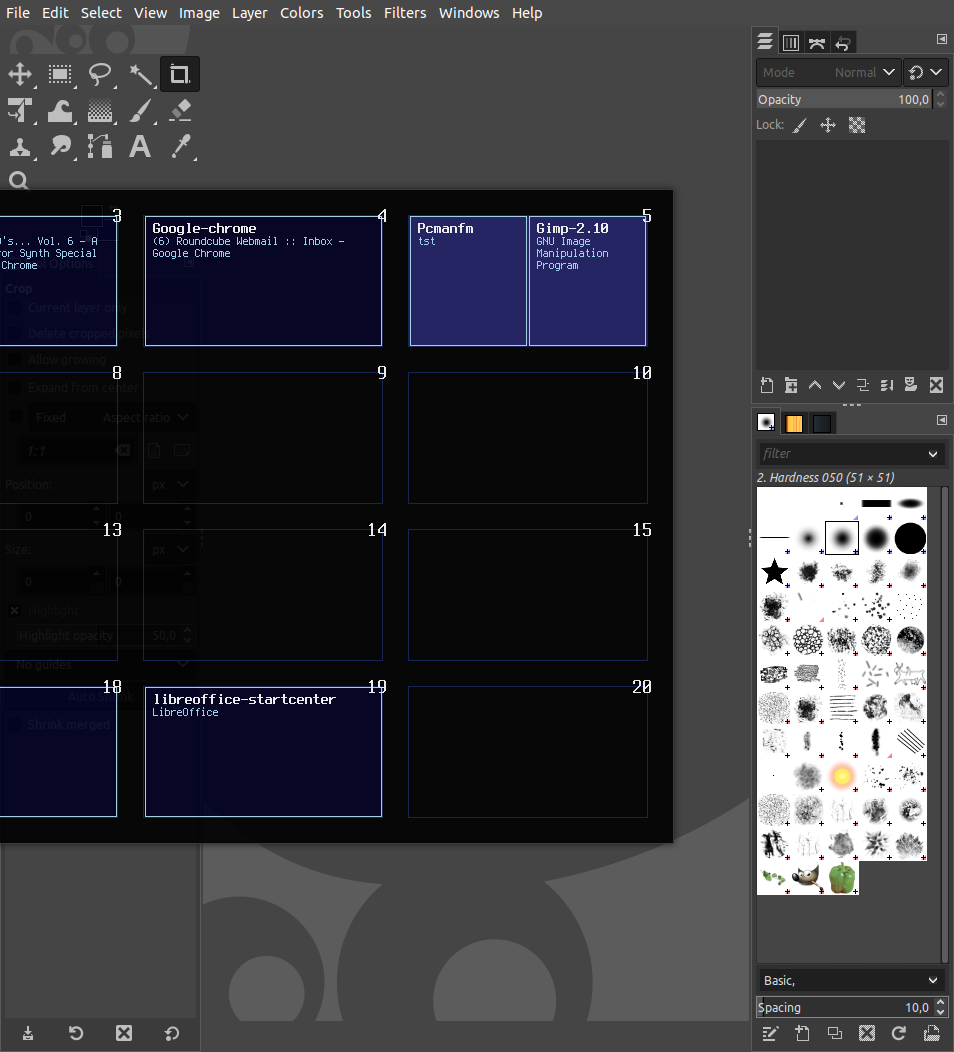 File Edit Select View Image Layer Colors Tools Filters Windows Help
Mode Normal
Opacity 100,0
Lock:
3
's... Vol. 6 - A
or Synth Special
Chrome
4
Google-chrome
(6) Roundcube Webmail :: Inbox -
Google Chrome
5
Pcmanfm
tst
Gimp-2.10
GNU Image
Manipulation
Program
Options
Crop
Current layer only
Delete cropped pixels
Allow growing
Expand from center
Fixed Aspect ratio
1:1
Position: px
0 0
Size: px
0 0
Highlight
Highlight opacity 50,0
No guides
Auto shrink
Shrink merged
8
9
10
13
14
15
18
19
libreoffice-startcenter
LibreOffice
20
filter
2. Hardness 050 (51 × 51)
Basic,
Spacing 10,0